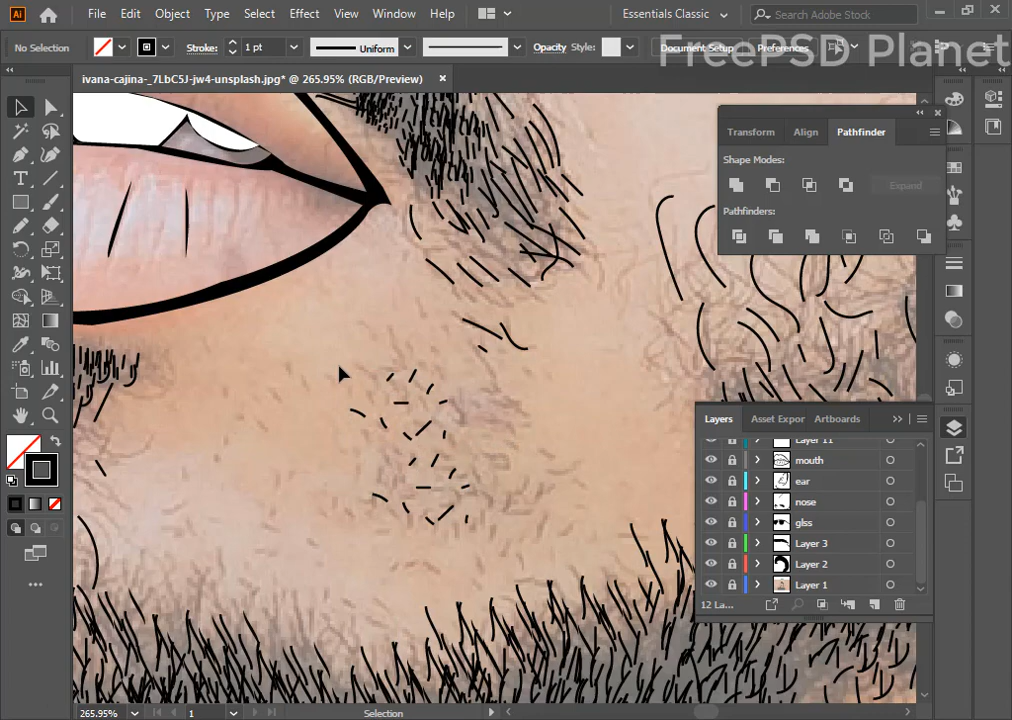 Ai File Edit Object Type Select Effect View Window Help Essentials Classic Search Adobe Stock
No Selection Stroke: 1 pt Uniform Opacity Style: Document Setup Preferences
FreePSD Planet
ivana-cajina-_7LbC5J-jw4-unsplash.jpg* @ 265.95% (RGB/Preview)
Transform Align Pathfinder
Shape Modes:
Expand
Pathfinders:
Layers Asset Expor Artboards
Layer 11
mouth
ear
nose
glss
Layer 3
Layer 2
Layer 1
12 La...
265.95% 1 Selection